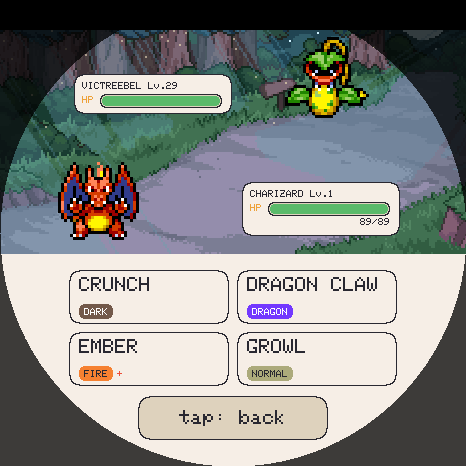 VICTREEBEL Lv.29
HP
CHARIZARD Lv.1
HP
89/89
CRUNCH
DARK
DRAGON CLAW
DRAGON
EMBER
FIRE +
GROWL
NORMAL
tap: back